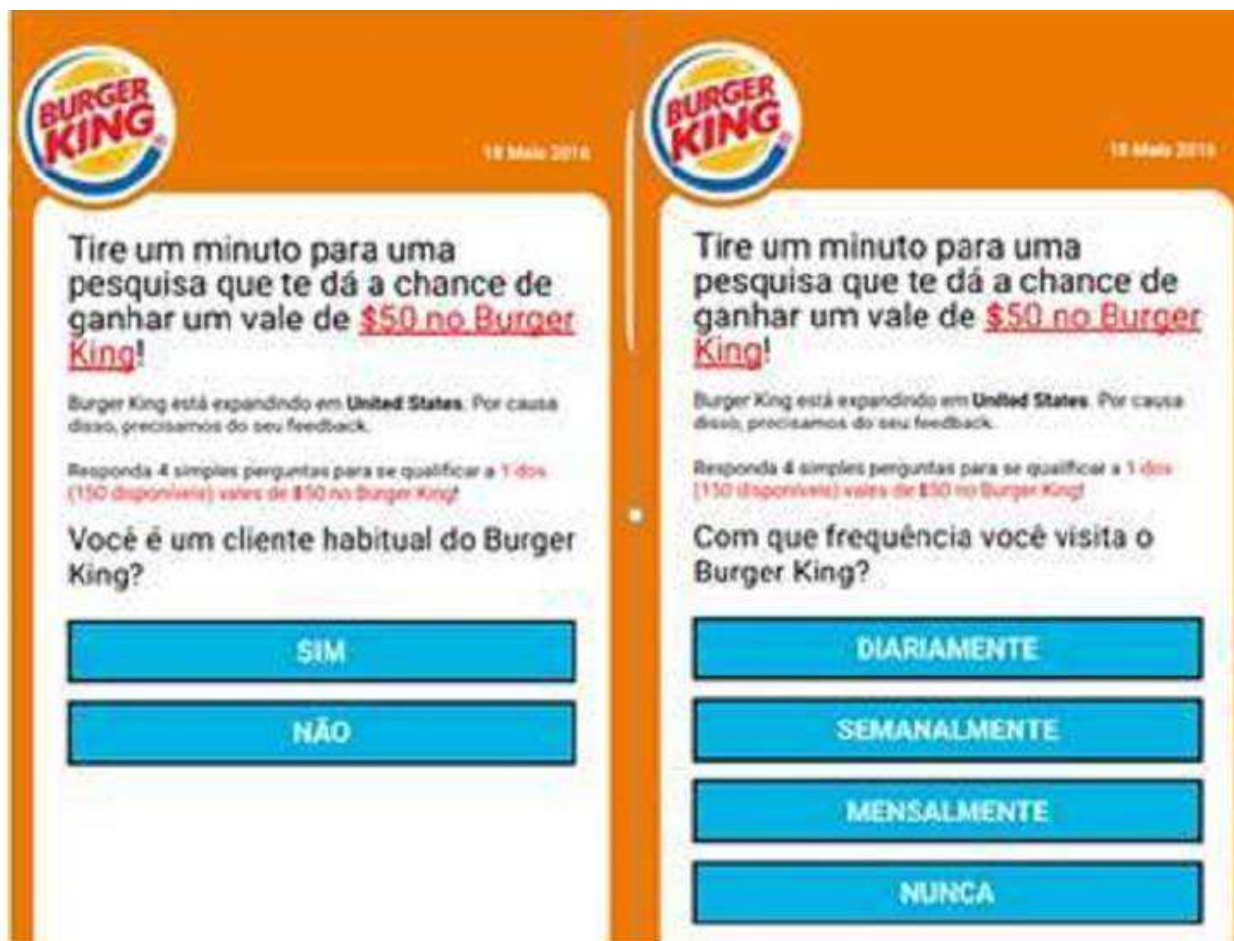 BURGER
KING
18 Maio 2016
Tire um minuto para uma
pesquisa que te dá a chance de
ganhar um vale de $50 no Burger
King!
Burger King está expandindo em United States. Por causa
disso, precisamos do seu feedback.
Responda 4 simples perguntas para se qualificar a 1 dos
(150 disponíveis) vales de $50 no Burger King!
Você é um cliente habitual do Burger
King?
SIM
NÃO
BURGER
KING
18 Maio 2016
Tire um minuto para uma
pesquisa que te dá a chance de
ganhar um vale de $50 no Burger
King!
Burger King está expandindo em United States. Por causa
disso, precisamos do seu feedback.
Responda 4 simples perguntas para se qualificar a 1 dos
(150 disponíveis) vales de $50 no Burger King!
Com que frequência você visita o
Burger King?
DIARIAMENTE
SEMANALMENTE
MENSALMENTE
NUNCA